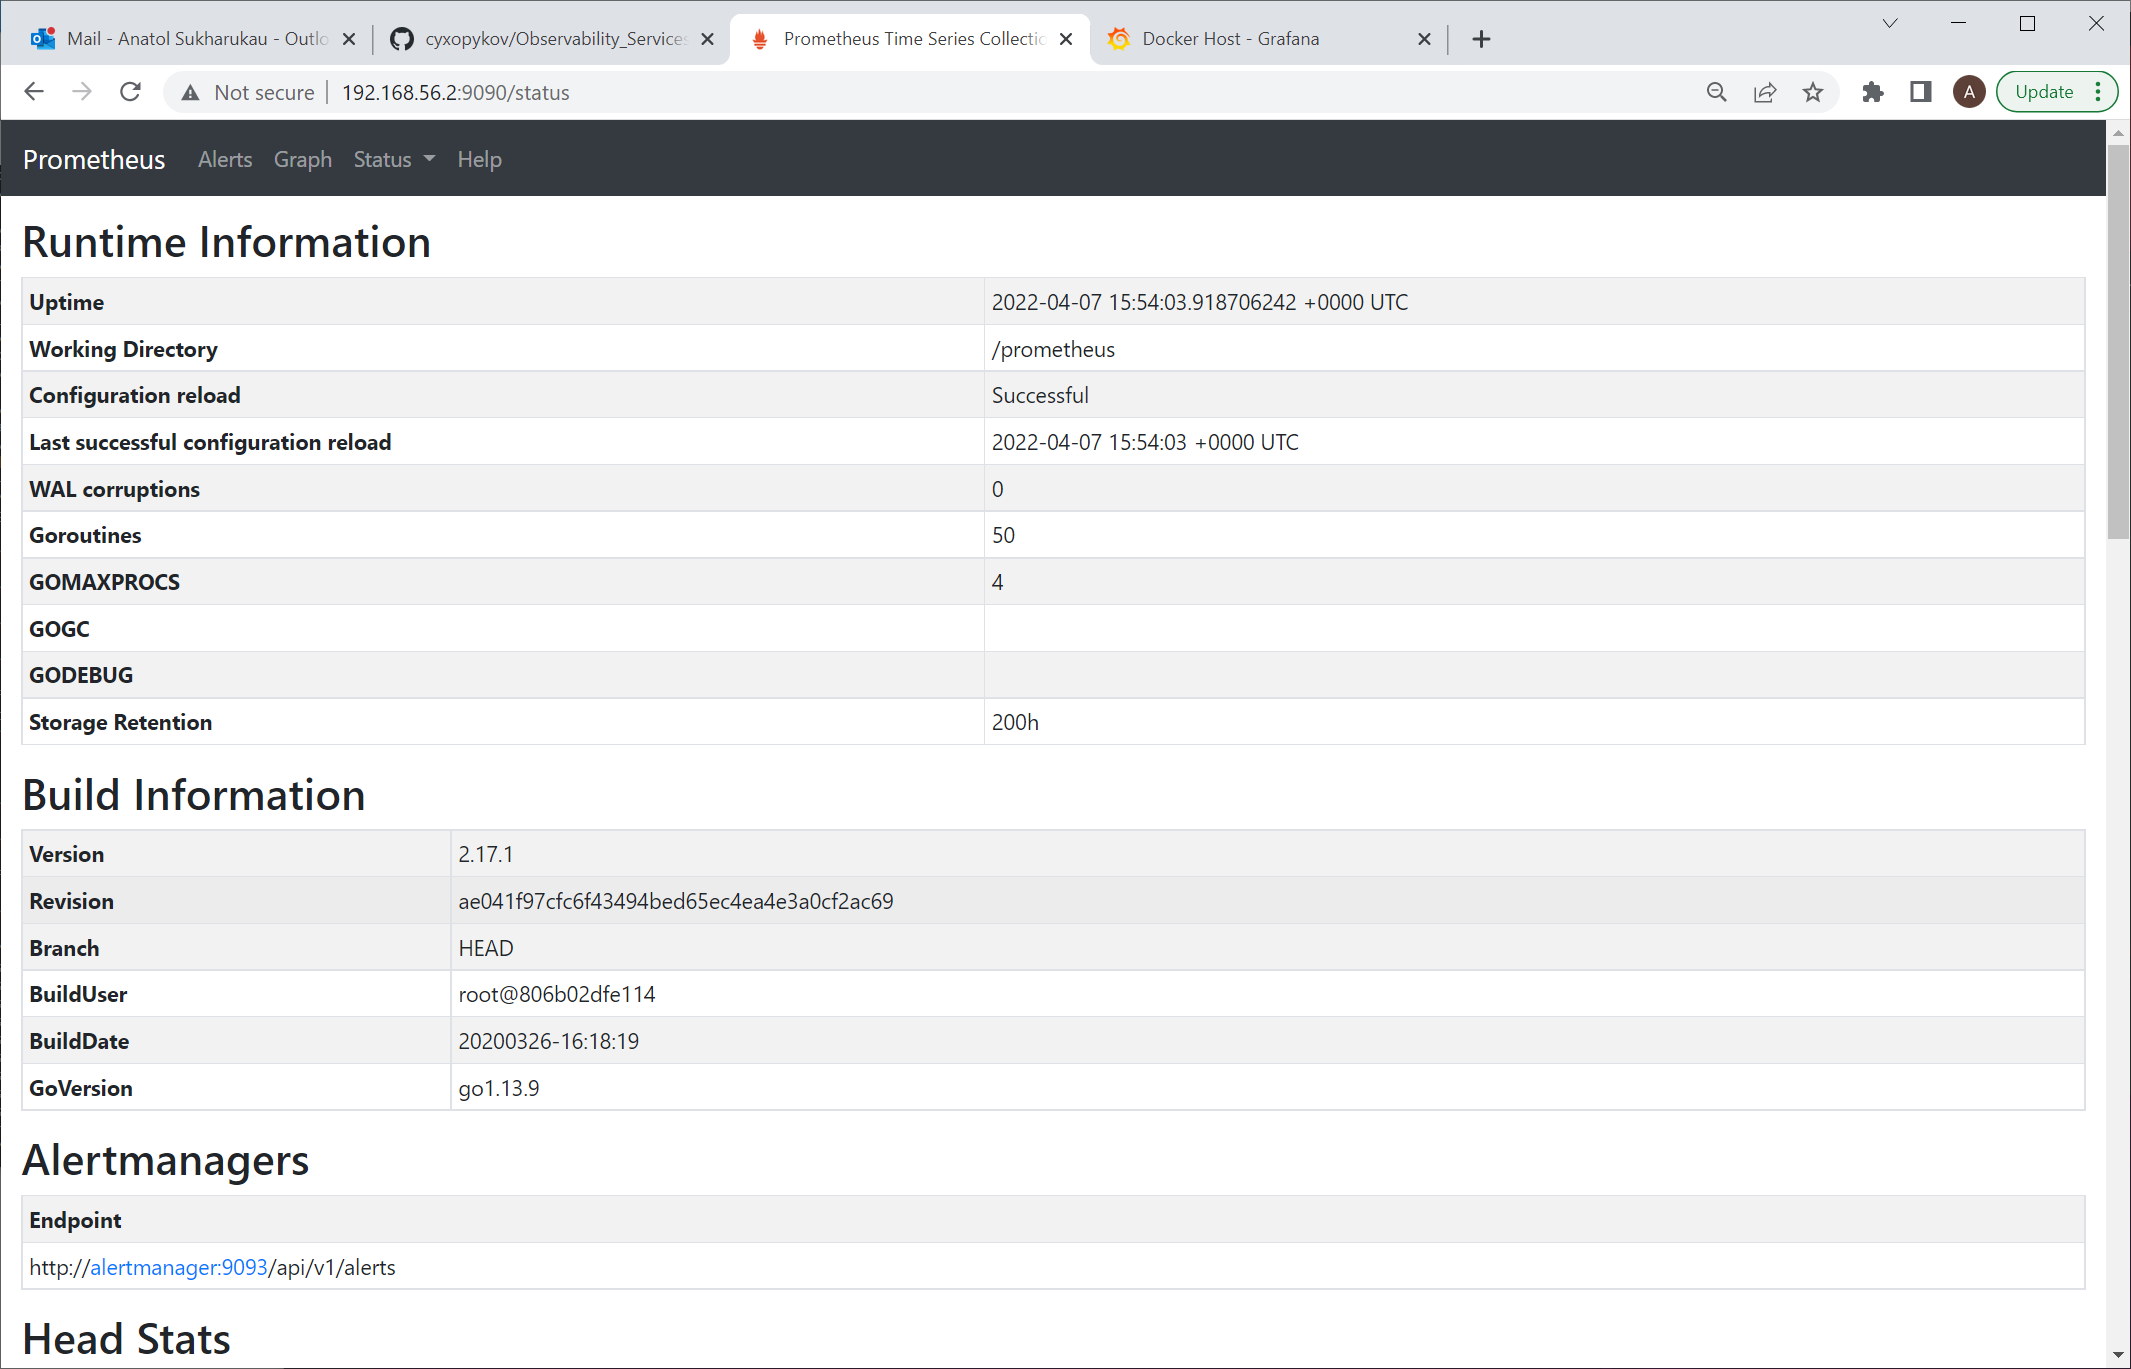 Mail - Anatol Sukharukau - Outlo
cyxopykov/Observability_Services
Prometheus Time Series Collectio
Docker Host - Grafana
Not secure 192.168.56.2:9090/status
A
Update
Prometheus Alerts Graph Status Help
Runtime Information
Uptime 2022-04-07 15:54:03.918706242 +0000 UTC
Working Directory /prometheus
Configuration reload Successful
Last successful configuration reload 2022-04-07 15:54:03 +0000 UTC
WAL corruptions 0
Goroutines 50
GOMAXPROCS 4
GOGC
GODEBUG
Storage Retention 200h
Build Information
Version 2.17.1
Revision ae041f97cfc6f43494bed65ec4ea4e3a0cf2ac69
Branch HEAD
BuildUser root@806b02dfe114
BuildDate 20200326-16:18:19
GoVersion go1.13.9
Alertmanagers
Endpoint
http://alertmanager:9093/api/v1/alerts
Head Stats